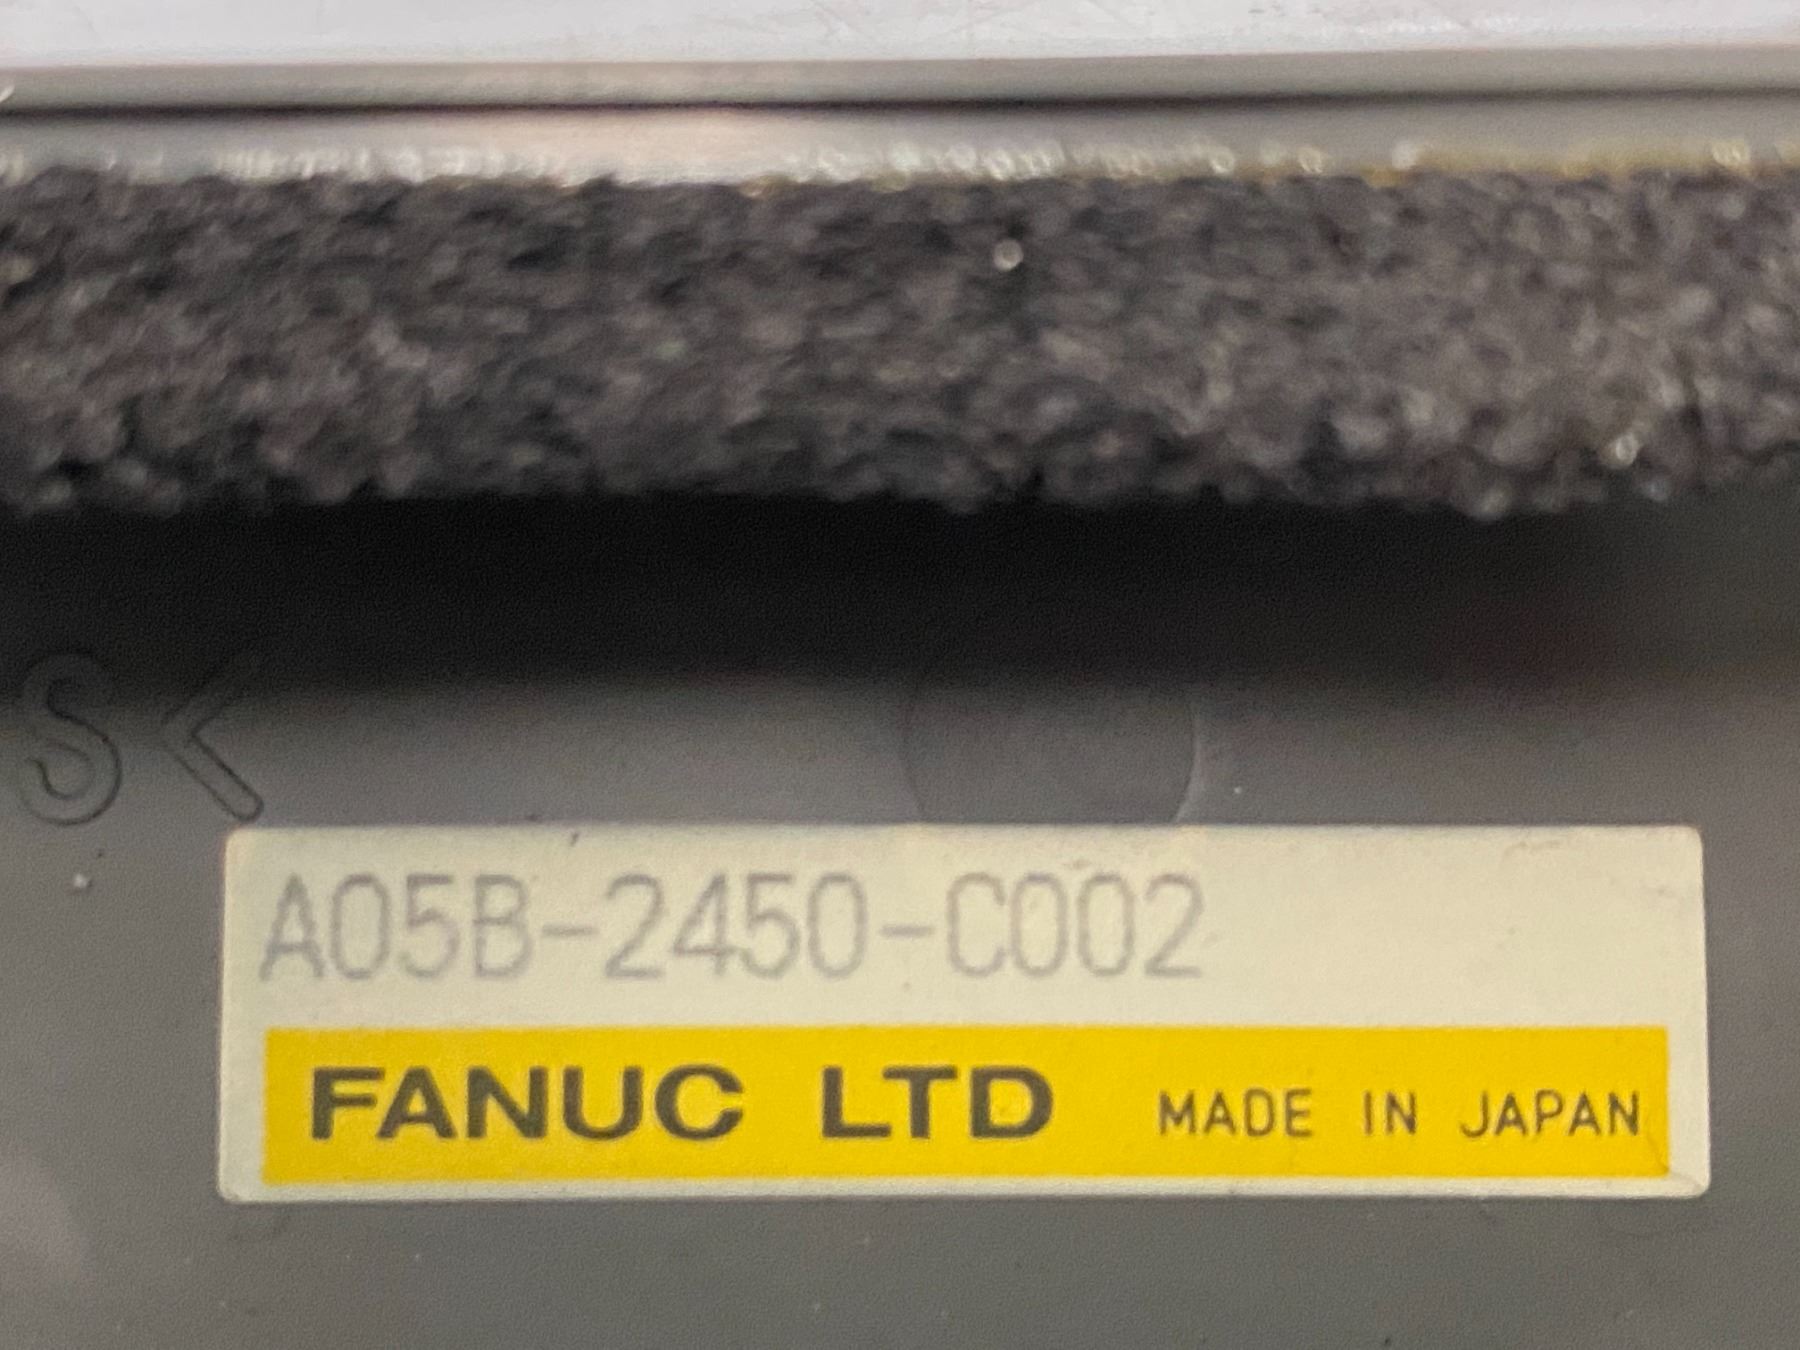 S<
A05B-2450-C002
FANUC LTD MADE IN JAPAN